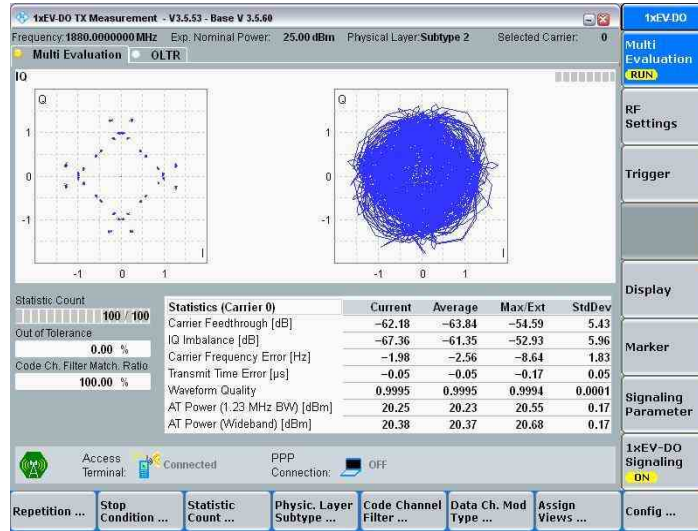 1xEV-DO TX Measurement - V3.5.53 - Base V 3.5.60
1xEV-DO
Frequency: 1880.0000000 MHz Exp. Nominal Power: 25.00 dBm Physical Layer: Subtype 2 Selected Carrier: 0
Multi Evaluation OLTR
IQ
Q
1
0
-1
I
-1 0 1
Q
1
0
-1
I
-1 0 1
Statistic Count
100 / 100
Out of Tolerance
0.00 %
Code Ch. Filter Match. Ratio
100.00 %
Statistics (Carrier 0) Current Average Max/Ext StdDev
Carrier Feedthrough [dB] -62.18 -63.84 -54.59 5.43
IQ Imbalance [dB] -67.36 -61.35 -52.93 5.96
Carrier Frequency Error [Hz] -1.98 -2.56 -8.64 1.83
Transmit Time Error [µs] -0.05 -0.05 -0.17 0.05
Waveform Quality 0.9995 0.9995 0.9994 0.0001
AT Power (1.23 MHz BW) [dBm] 20.25 20.23 20.55 0.17
AT Power (Wideband) [dBm] 20.38 20.37 20.68 0.17
Access
Terminal: Connected
PPP
Connection: OFF
Multi
Evaluation
RUN
RF
Settings
Trigger
Display
Marker
Signaling
Parameter
1xEV-DO
Signaling
ON
Repetition ...
Stop
Condition ...
Statistic
Count ...
Physic. Layer
Subtype ...
Code Channel
Filter ...
Data Ch. Mod
Type ...
Assign
Views ...
Config ...